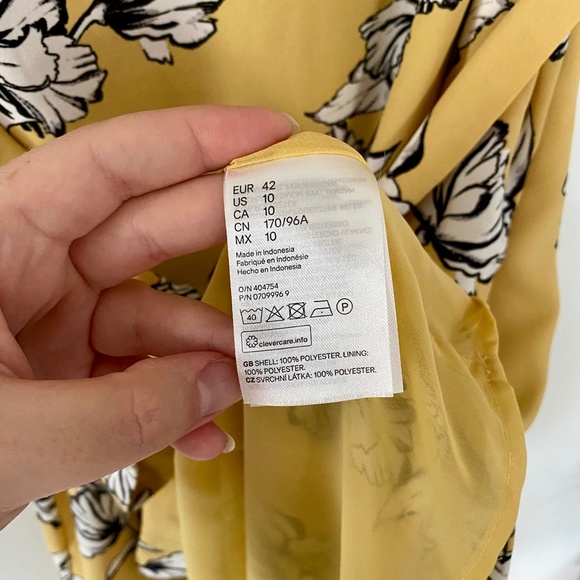 EUR 42
US 10
CA 10
CN 170/96A
MX 10
Made in Indonesia
Fabriqué en Indonésie
Hecho en Indonesia
O/N 404754
P/N 0709996 9
40 P
clevercare.info
GB SHELL: 100% POLYESTER. LINING:
100% POLYESTER.
CZ SVRCHNÍ LÁTKA: 100% POLYESTER.